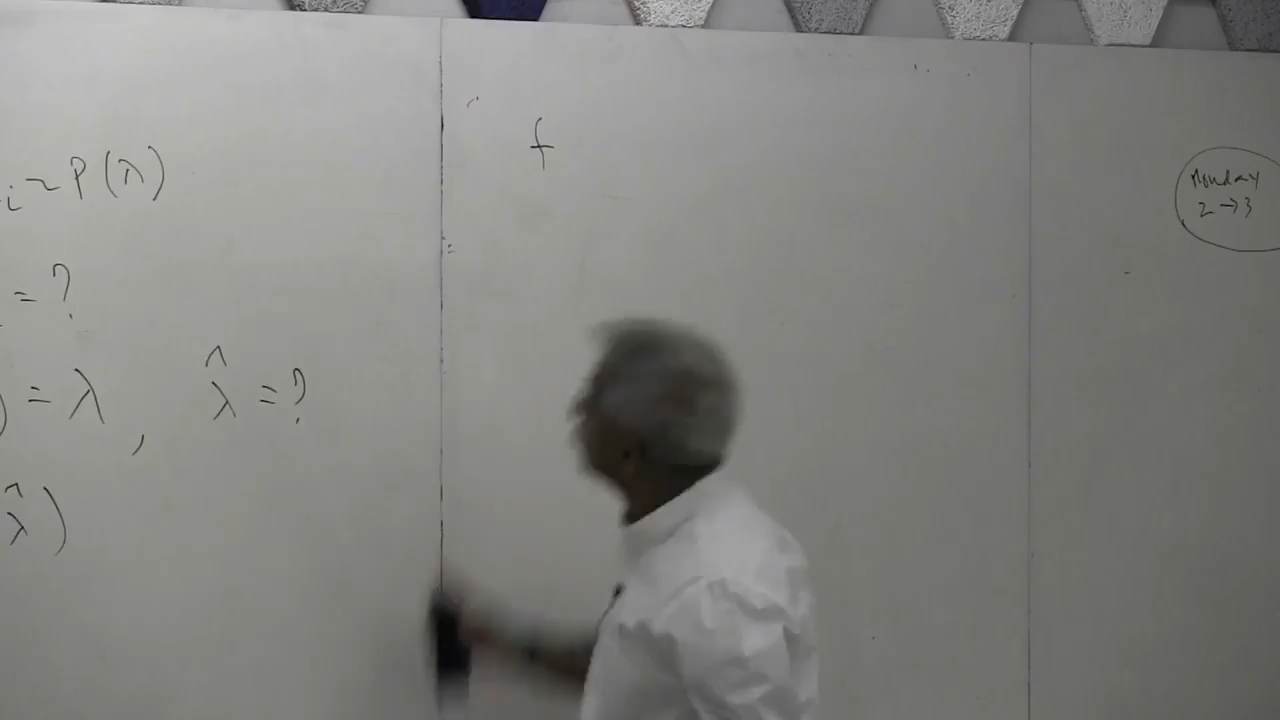 i ~ P(λ)
= ?
) = λ , λ̂ = ?
λ̂ )
f
Monday
2 → 3